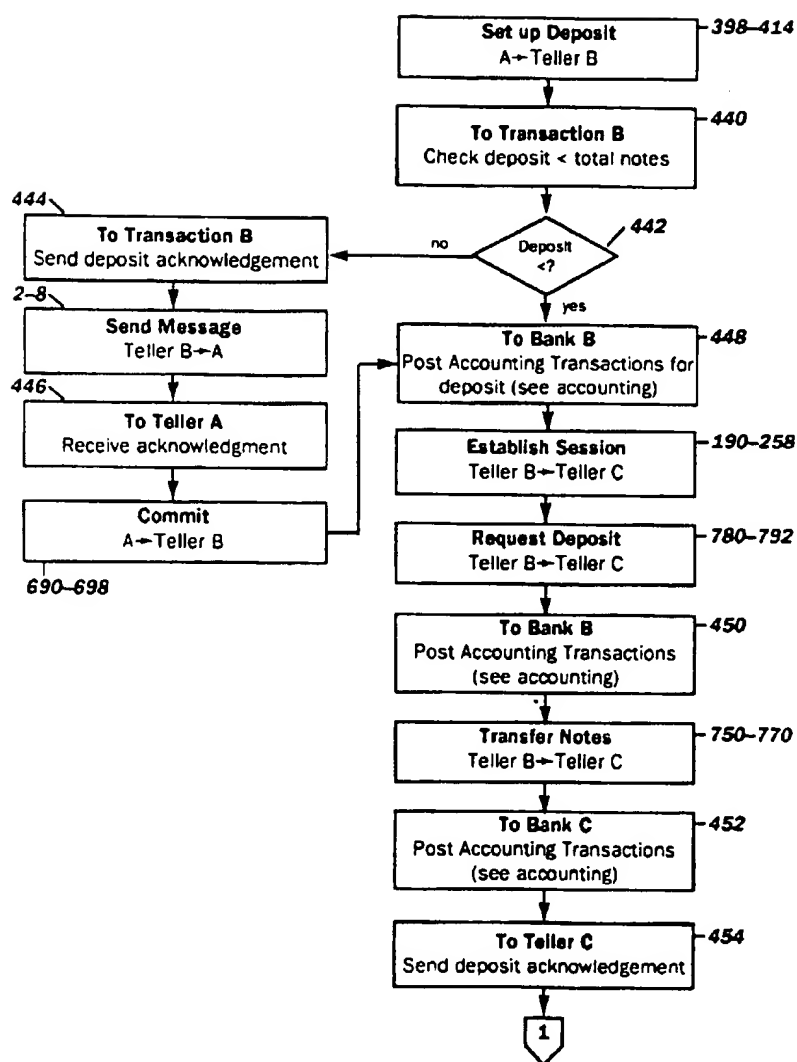 Set up Deposit
A→Teller B
398–414
To Transaction B
Check deposit < total notes
440
Deposit
<?
442
no
yes
444
To Transaction B
Send deposit acknowledgement
2–8
Send Message
Teller B→A
446
To Teller A
Receive acknowledgment
Commit
A→Teller B
690–698
To Bank B
Post Accounting Transactions for
deposit (see accounting)
448
Establish Session
Teller B→Teller C
190–258
Request Deposit
Teller B→Teller C
780–792
To Bank B
Post Accounting Transactions
(see accounting)
450
Transfer Notes
Teller B→Teller C
750–770
To Bank C
Post Accounting Transactions
(see accounting)
452
To Teller C
Send deposit acknowledgement
454
1